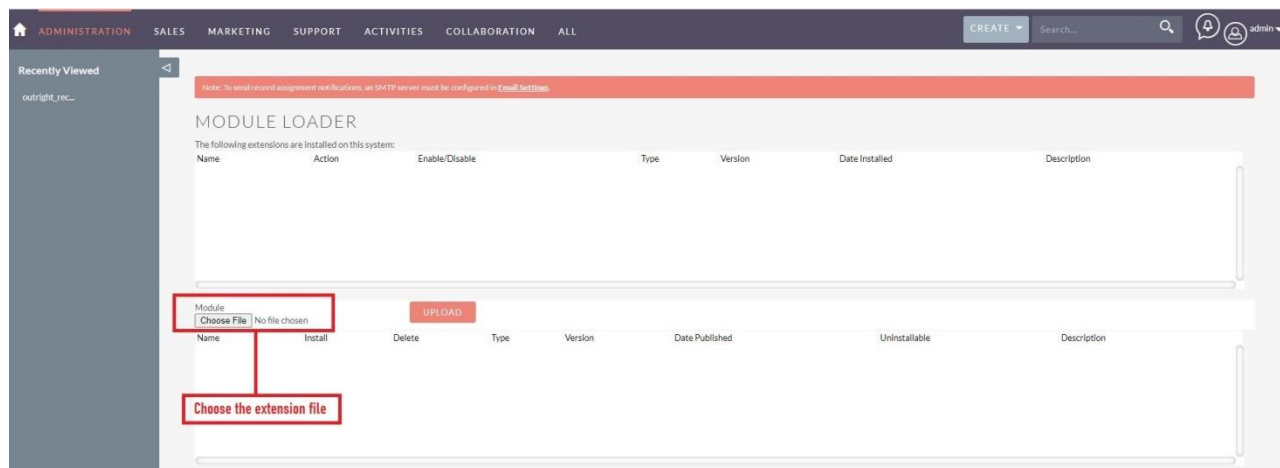 ADMINISTRATION SALES MARKETING SUPPORT ACTIVITIES COLLABORATION ALL CREATE Search... admin
Recently Viewed
outright_rec...
Note: To send record assignment notifications, an SMTP server must be configured in Email Settings
MODULE LOADER
The following extensions are installed on this system:
Name Action Enable/Disable Type Version Date Installed Description
Module
Choose File No file chosen UPLOAD
Name Install Delete Type Version Date Published Uninstallable Description
Choose the extension file